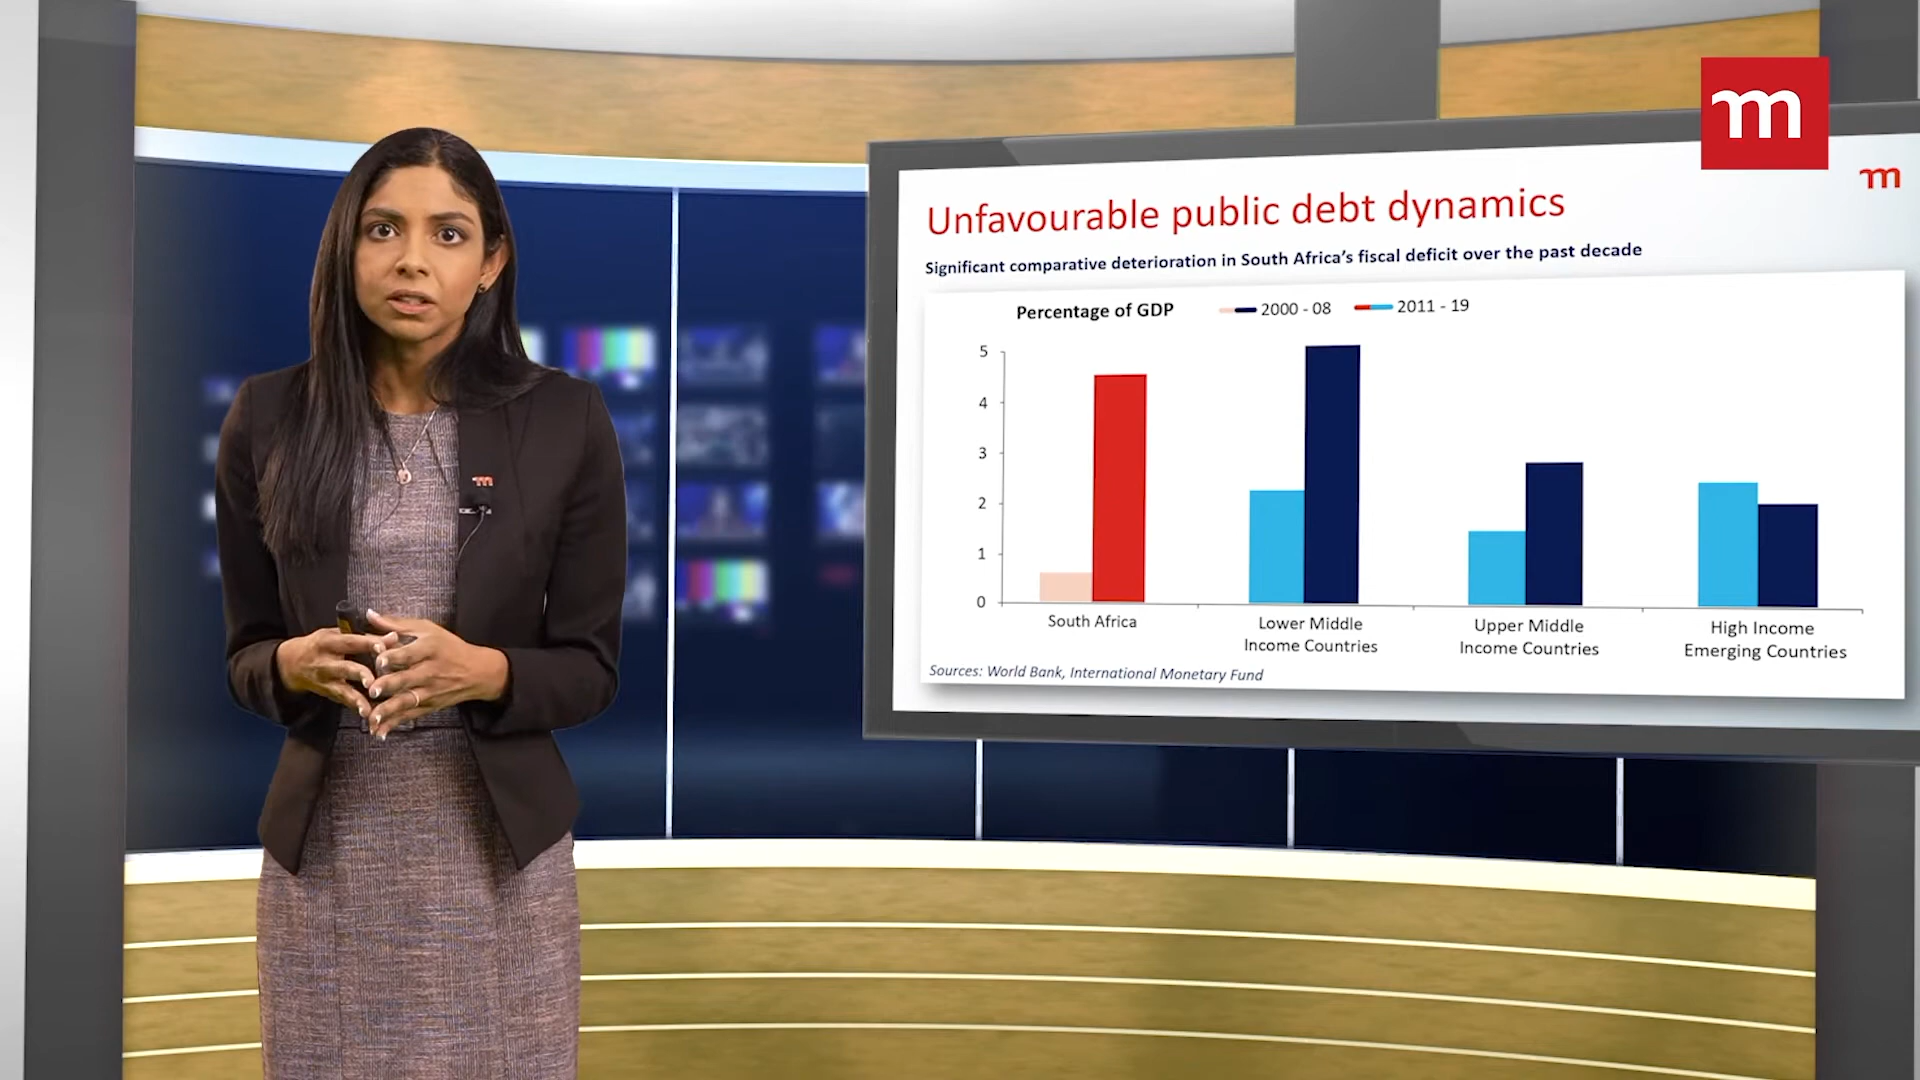 m
m
Unfavourable public debt dynamics
Significant comparative deterioration in South Africa's fiscal deficit over the past decade
Percentage of GDP 2000 - 08 2011 - 19
5
4
3
2
1
0
South Africa
Lower Middle
Income Countries
Upper Middle
Income Countries
High Income
Emerging Countries
Sources: World Bank, International Monetary Fund
m